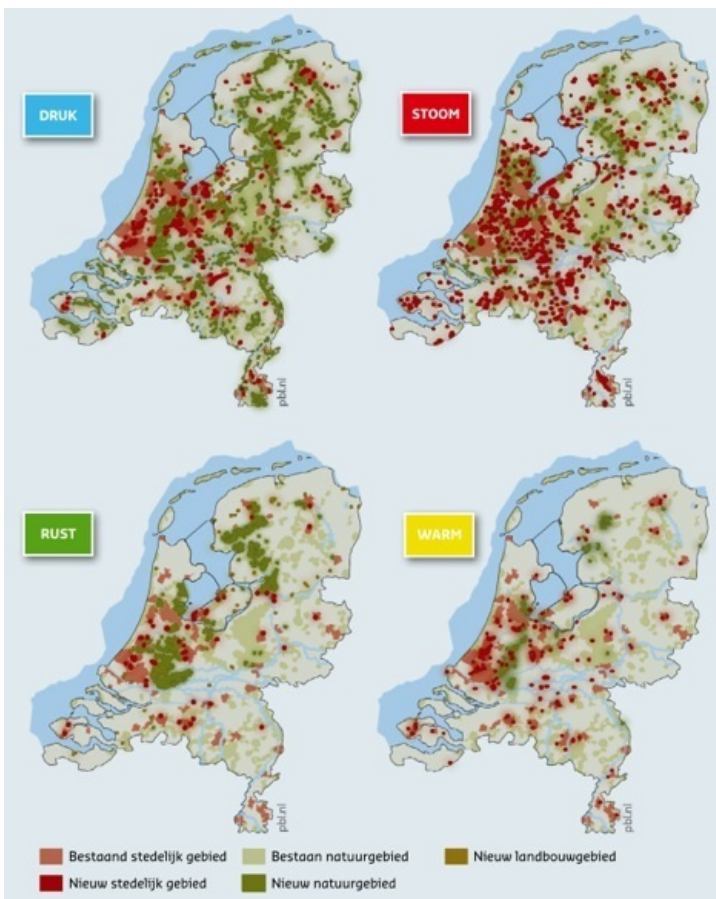 DRUK
STOOM
pbl.nl
pbl.nl
RUST
WARM
pbl.nl
pbl.nl
Bestaand stedelijk gebied
Bestaan natuurgebied
Nieuw landbouwgebied
Nieuw stedelijk gebied
Nieuw natuurgebied